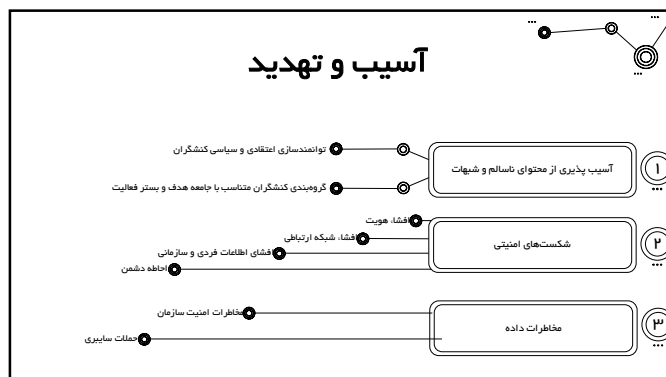 آسیب و تهدید
۱
آسیب پذیری از محتوای ناسالم و شبهات
توانمندسازی اعتقادی و سیاسی کنشگران
گروه‌بندی کنشگران متناسب با جامعه هدف و بستر فعالیت
۲
شکست‌های امنیتی
افشاء هویت
افشاء شبکه ارتباطی
افشای اطلاعات فردی و سازمانی
احاطه دشمن
۳
مخاطرات داده
مخاطرات امنیت سازمان
حملات سایبری